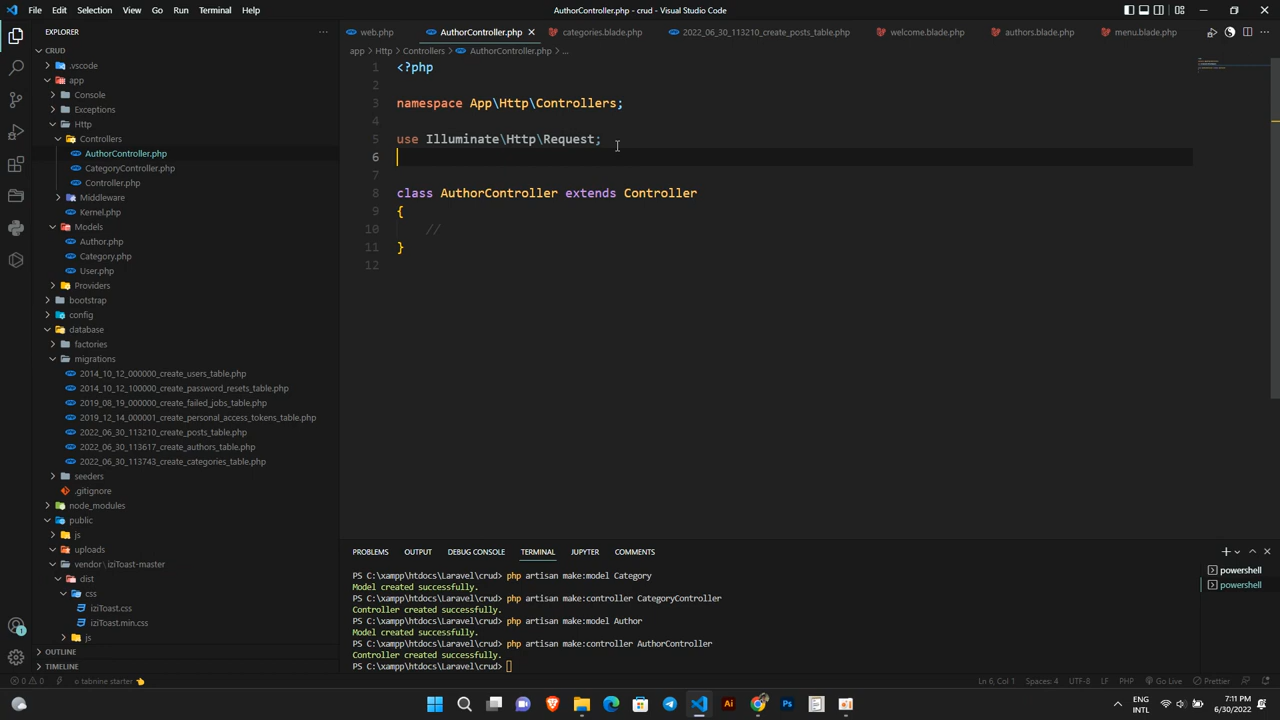 File Edit Selection View Go Run Terminal Help
AuthorController.php - crud - Visual Studio Code
EXPLORER
CRUD
.vscode
app
Console
Exceptions
Http
Controllers
AuthorController.php
CategoryController.php
Controller.php
Middleware
Kernel.php
Models
Author.php
Category.php
User.php
Providers
bootstrap
config
database
factories
migrations
2014_10_12_000000_create_users_table.php
2014_10_12_100000_create_password_resets_table.php
2019_08_19_000000_create_failed_jobs_table.php
2019_12_14_000001_create_personal_access_tokens_table.php
2022_06_30_113210_create_posts_table.php
2022_06_30_113617_create_authors_table.php
2022_06_30_113743_create_categories_table.php
seeders
.gitignore
node_modules
public
js
uploads
vendor \ iziToast-master
dist
css
iziToast.css
iziToast.min.css
js
OUTLINE
TIMELINE
web.php AuthorController.php categories.blade.php 2022_06_30_113210_create_posts_table.php welcome.blade.php authors.blade.php menu.blade.php
app > Http > Controllers > AuthorController.php > ...
1 <?php
2
3 namespace App\Http\Controllers;
4
5 use Illuminate\Http\Request;
6
7
8 class AuthorController extends Controller
9 {
10 //
11 }
12
PROBLEMS OUTPUT DEBUG CONSOLE TERMINAL JUPYTER COMMENTS
PS C:\xampp\htdocs\Laravel\crud> php artisan make:model Category
Model created successfully.
PS C:\xampp\htdocs\Laravel\crud> php artisan make:controller CategoryController
Controller created successfully.
PS C:\xampp\htdocs\Laravel\crud> php artisan make:model Author
Model created successfully.
PS C:\xampp\htdocs\Laravel\crud> php artisan make:controller AuthorController
Controller created successfully.
PS C:\xampp\htdocs\Laravel\crud>
powershell
powershell
0 0 tabnine starter Ln 6, Col 1 Spaces: 4 UTF-8 LF PHP Go Live Prettier
Ai Ps ENG INTL 7:11 PM 6/30/2022